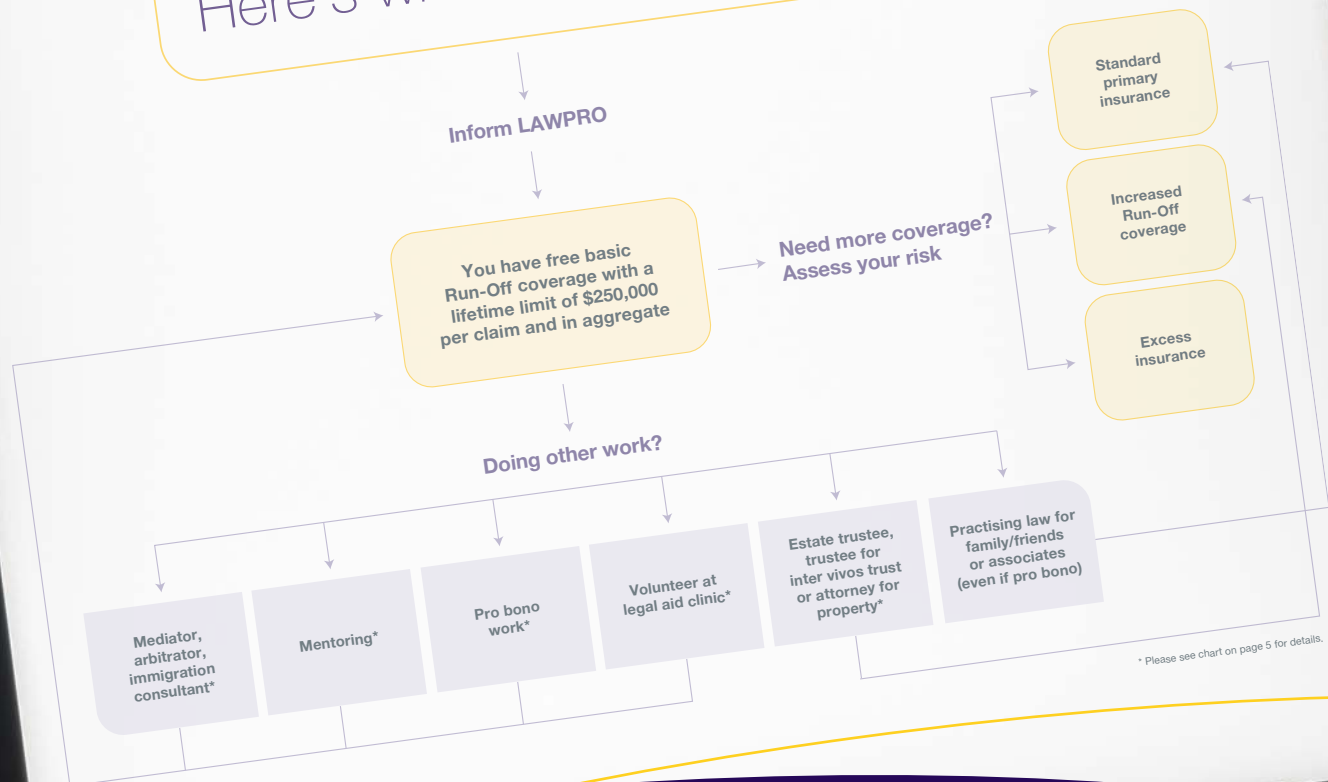 Here's
Inform LAWPRO
You have free basic
Run-Off coverage with a
lifetime limit of $250,000
per claim and in aggregate
Need more coverage?
Assess your risk
Standard
primary
insurance
Increased
Run-Off
coverage
Excess
insurance
Doing other work?
Mediator,
arbitrator,
immigration
consultant*
Mentoring*
Pro bono
work*
Volunteer at
legal aid clinic*
Estate trustee,
trustee for
inter vivos trust
or attorney for
property*
Practising law for
family/friends
or associates
(even if pro bono)
* Please see chart on page 5 for details.